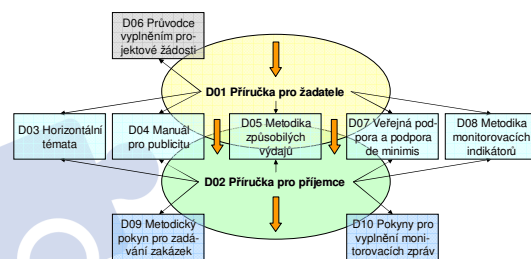 D06 Průvodce
vyplněním pro-
jektové žádosti
D01 Příručka pro žadatele
D03 Horizontální
témata
D04 Manuál
pro publicitu
D05 Metodika
způsobilých
výdajů
D07 Veřejná pod-
pora a podpora
de minimis
D08 Metodika
monitorovacích
indikátorů
D02 Příručka pro příjemce
D09 Metodický
pokyn pro zadá-
vání zakázek
D10 Pokyny pro
vyplnění moni-
torovacích zpráv